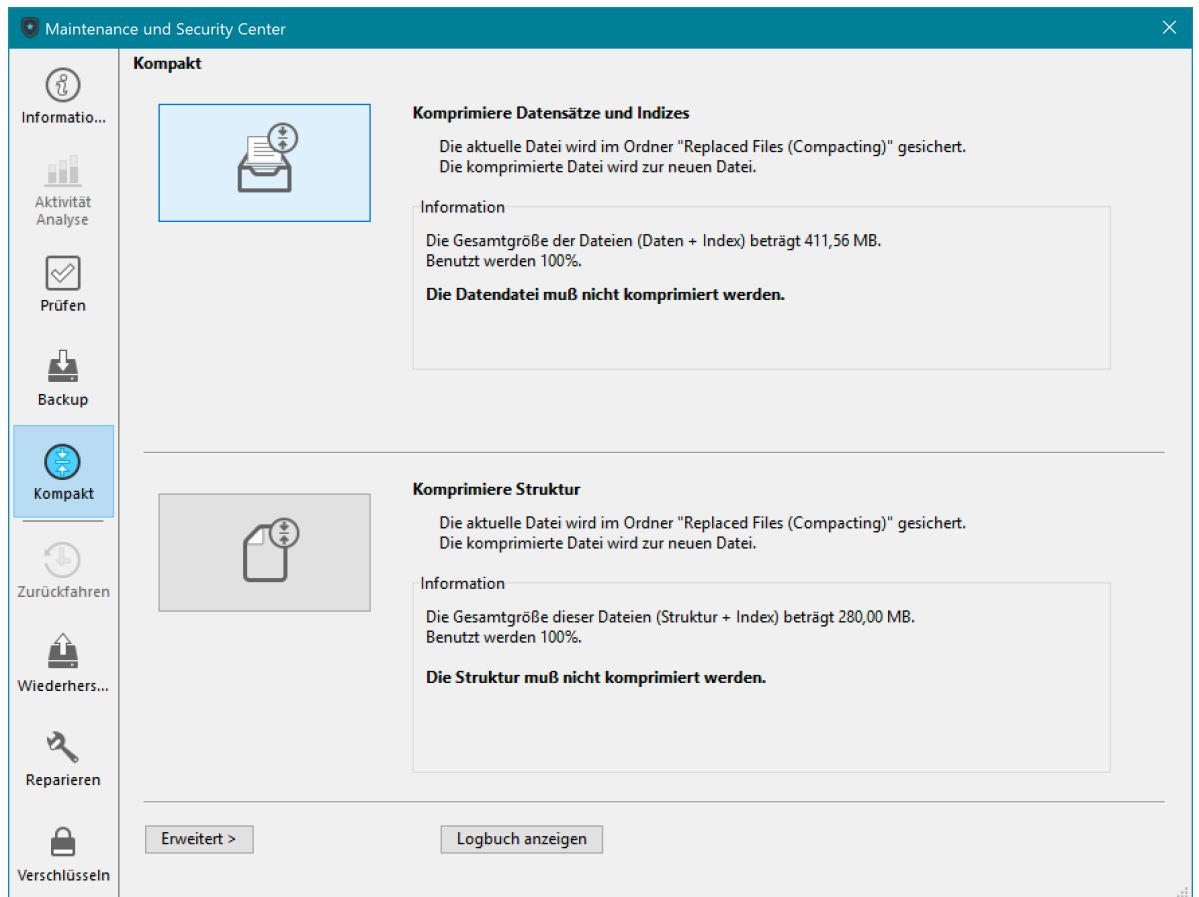 Maintenance und Security Center
Informatio...
Aktivität
Analyse
Prüfen
Backup
Kompakt
Zurückfahren
Wiederhers...
Reparieren
Verschlüsseln
Kompakt
Komprimiere Datensätze und Indizes
Die aktuelle Datei wird im Ordner "Replaced Files (Compacting)" gesichert.
Die komprimierte Datei wird zur neuen Datei.
Information
Die Gesamtgröße der Dateien (Daten + Index) beträgt 411,56 MB.
Benutzt werden 100%.
Die Datendatei muß nicht komprimiert werden.
Komprimiere Struktur
Die aktuelle Datei wird im Ordner "Replaced Files (Compacting)" gesichert.
Die komprimierte Datei wird zur neuen Datei.
Information
Die Gesamtgröße dieser Dateien (Struktur + Index) beträgt 280,00 MB.
Benutzt werden 100%.
Die Struktur muß nicht komprimiert werden.
Erweitert >
Logbuch anzeigen